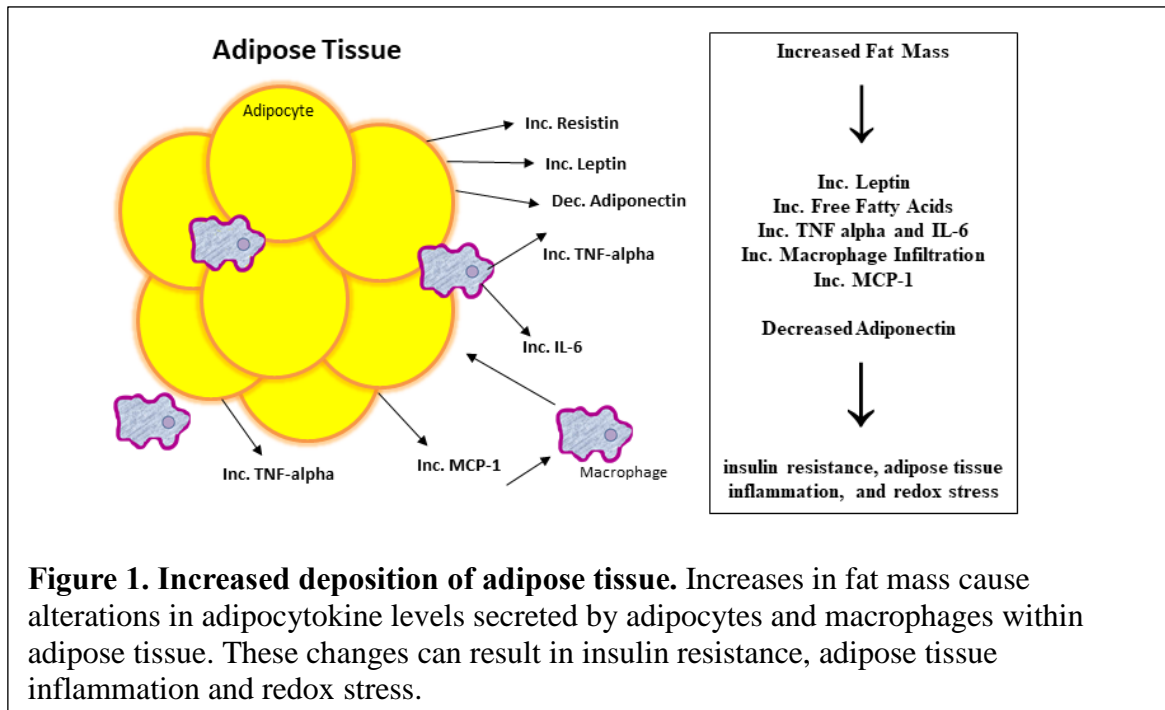 Adipose Tissue
Adipocyte
Inc. Resistin
Inc. Leptin
Dec. Adiponectin
Inc. TNF-alpha
Inc. IL-6
Inc. TNF-alpha
Inc. MCP-1
Macrophage
Increased Fat Mass
Inc. Leptin
Inc. Free Fatty Acids
Inc. TNF alpha and IL-6
Inc. Macrophage Infiltration
Inc. MCP-1
Decreased Adiponectin
insulin resistance, adipose tissue
inflammation, and redox stress
Figure 1. Increased deposition of adipose tissue. Increases in fat mass cause
alterations in adipocytokine levels secreted by adipocytes and macrophages within
adipose tissue. These changes can result in insulin resistance, adipose tissue
inflammation and redox stress.